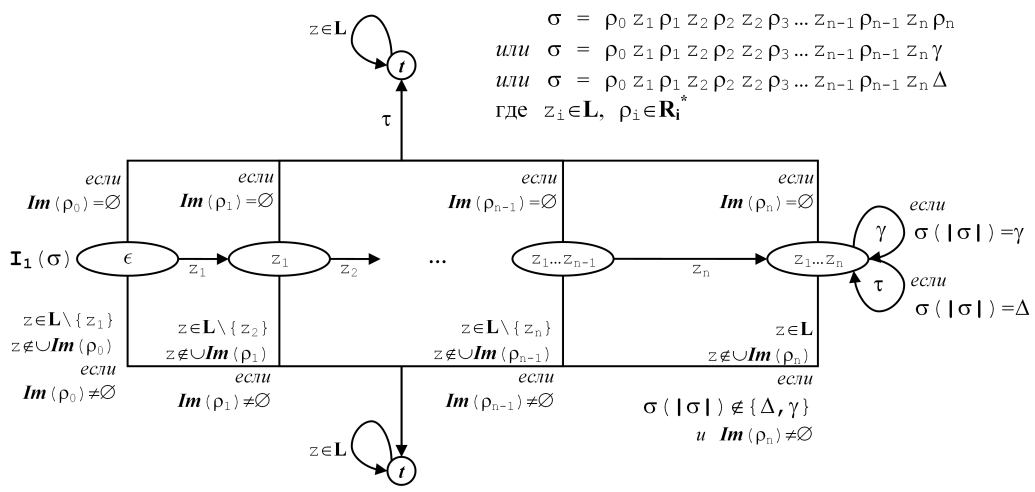 z∈L
t
σ = ρ₀ z₁ ρ₁ z₂ ρ₂ z₂ ρ₃ … zₙ₋₁ ρₙ₋₁ zₙ ρₙ
или σ = ρ₀ z₁ ρ₁ z₂ ρ₂ z₂ ρ₃ … zₙ₋₁ ρₙ₋₁ zₙ γ
или σ = ρ₀ z₁ ρ₁ z₂ ρ₂ z₂ ρ₃ … zₙ₋₁ ρₙ₋₁ zₙ Δ
где zᵢ∈L, ρᵢ∈Rᵢ*
τ
если
Im(ρ₀)=∅
если
Im(ρ₁)=∅
если
Im(ρₙ₋₁)=∅
если
Im(ρₙ)=∅
если
σ(|σ|)=γ
I₁(σ)
ϵ
z₁
z₁
z₂
...
z₁…zₙ₋₁
zₙ
z₁…zₙ
γ
τ
если
σ(|σ|)=Δ
z∈L\{z₁}
z∉∪Im(ρ₀)
если
Im(ρ₀)≠∅
z∈L\{z₂}
z∉∪Im(ρ₁)
если
Im(ρ₁)≠∅
z∈L\{zₙ}
z∉∪Im(ρₙ₋₁)
если
Im(ρₙ₋₁)≠∅
z∈L
z∉∪Im(ρₙ)
если
σ(|σ|)∉{Δ,γ}
и Im(ρₙ)≠∅
z∈L
t